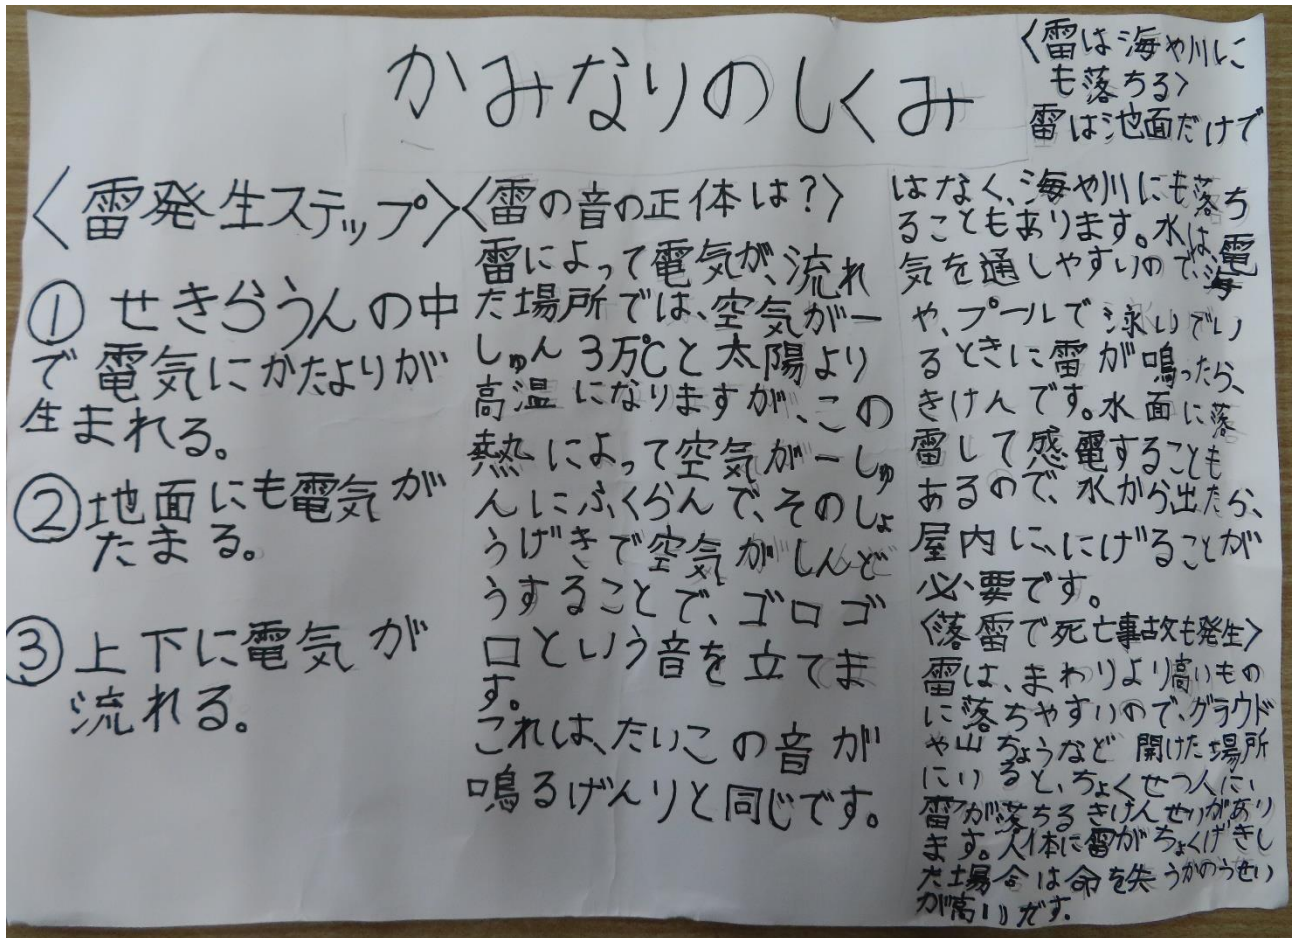 かみなりのしくみ
〈雷発生ステップ〉
① せきらうんの中
で電気にかたよりが
生まれる。
② 地面にも電気が
たまる。
③ 上下に電気が
流れる。
〈雷の音の正体は?〉
雷によって電気が、流れ
た場所では、空気が一
しゅん3万℃と太陽より
高温になりますが、この
熱によって空気が一しゅ
んにふくらんで、そのしょ
うげきで空気がしんど
うすることで、ゴロゴ
ロという音を立てま
す。
これは、たいこの音が
鳴るげんりと同じです。
〈雷は海や川に
も落ちる〉
雷は地面だけで
はなく、海や川にも落ち
ることもあります。水は、電
気を通しやすいので、海
や、プールで泳いでい
るときに雷が鳴ったら、
きけんです。水面に落
雷して感電することも
あるので、水から出たら、
屋内に、にげることが
必要です。
〈落雷で死亡事故も発生〉
雷は、まわりより高いもの
に落ちやすいので、グラウド
や山ちょうなど開けた場所
にいると、ちょくせつ人に
雷が落ちるきけんせいがあり
ます。人体に雷がちょくげきし
た場合は命を失うかのうせい
が高いだす.